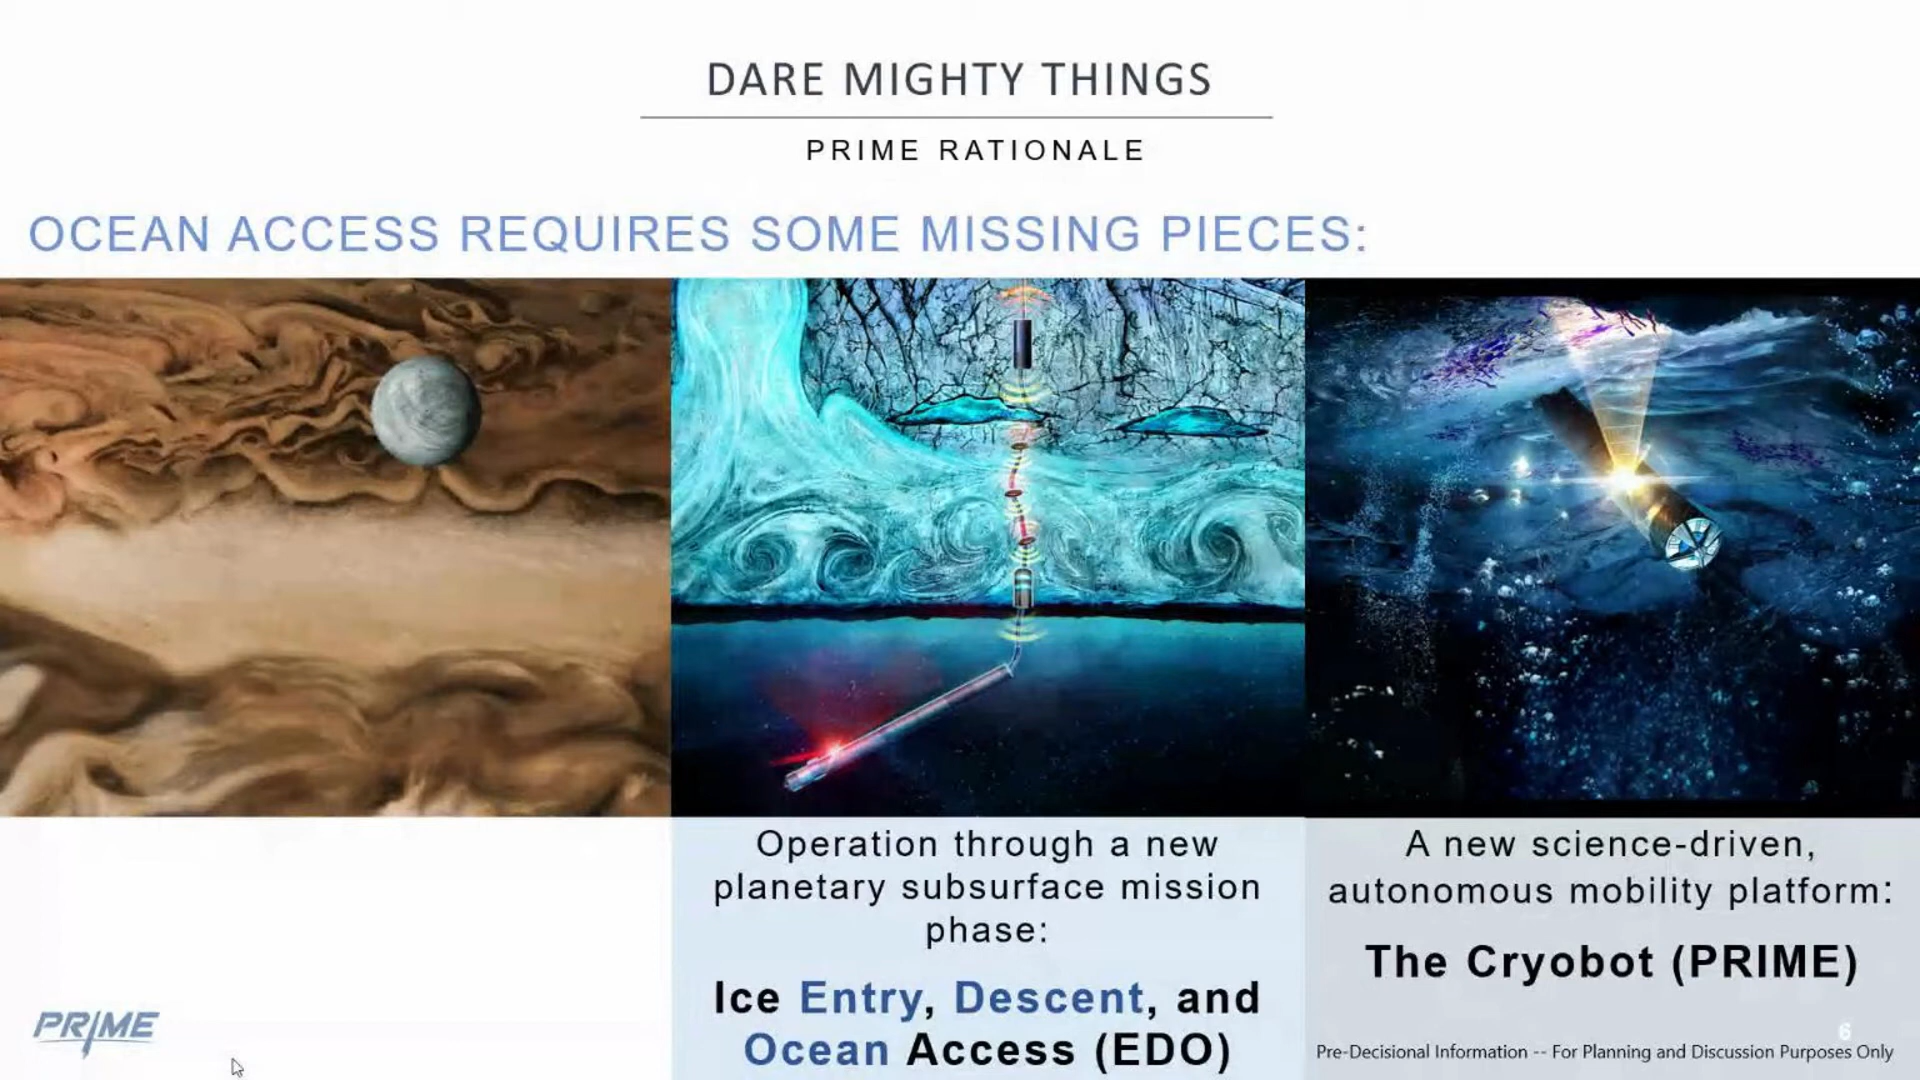 DARE MIGHTY THINGS
PRIME RATIONALE
OCEAN ACCESS REQUIRES SOME MISSING PIECES:
Operation through a new
planetary subsurface mission
phase:
Ice Entry, Descent, and
Ocean Access (EDO)
A new science-driven,
autonomous mobility platform:
The Cryobot (PRIME)
PRIME
6
Pre-Decisional Information -- For Planning and Discussion Purposes Only